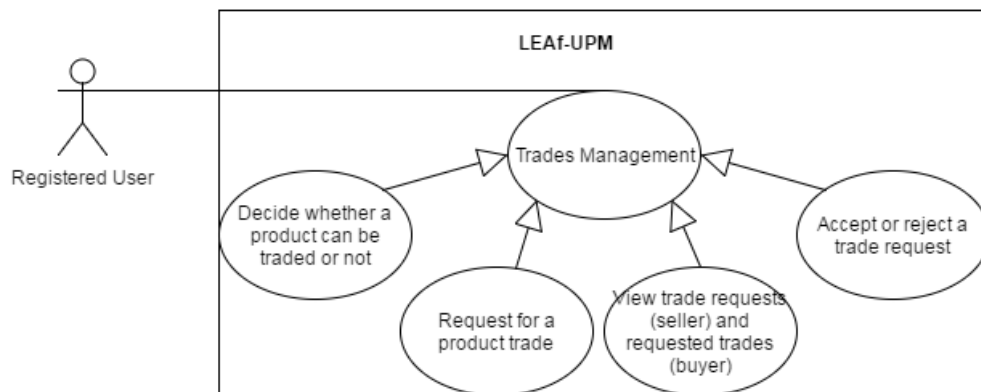 LEAf-UPM
Registered User
Trades Management
Decide whether a
product can be
traded or not
Request for a
product trade
View trade requests
(seller) and
requested trades
(buyer)
Accept or reject a
trade request